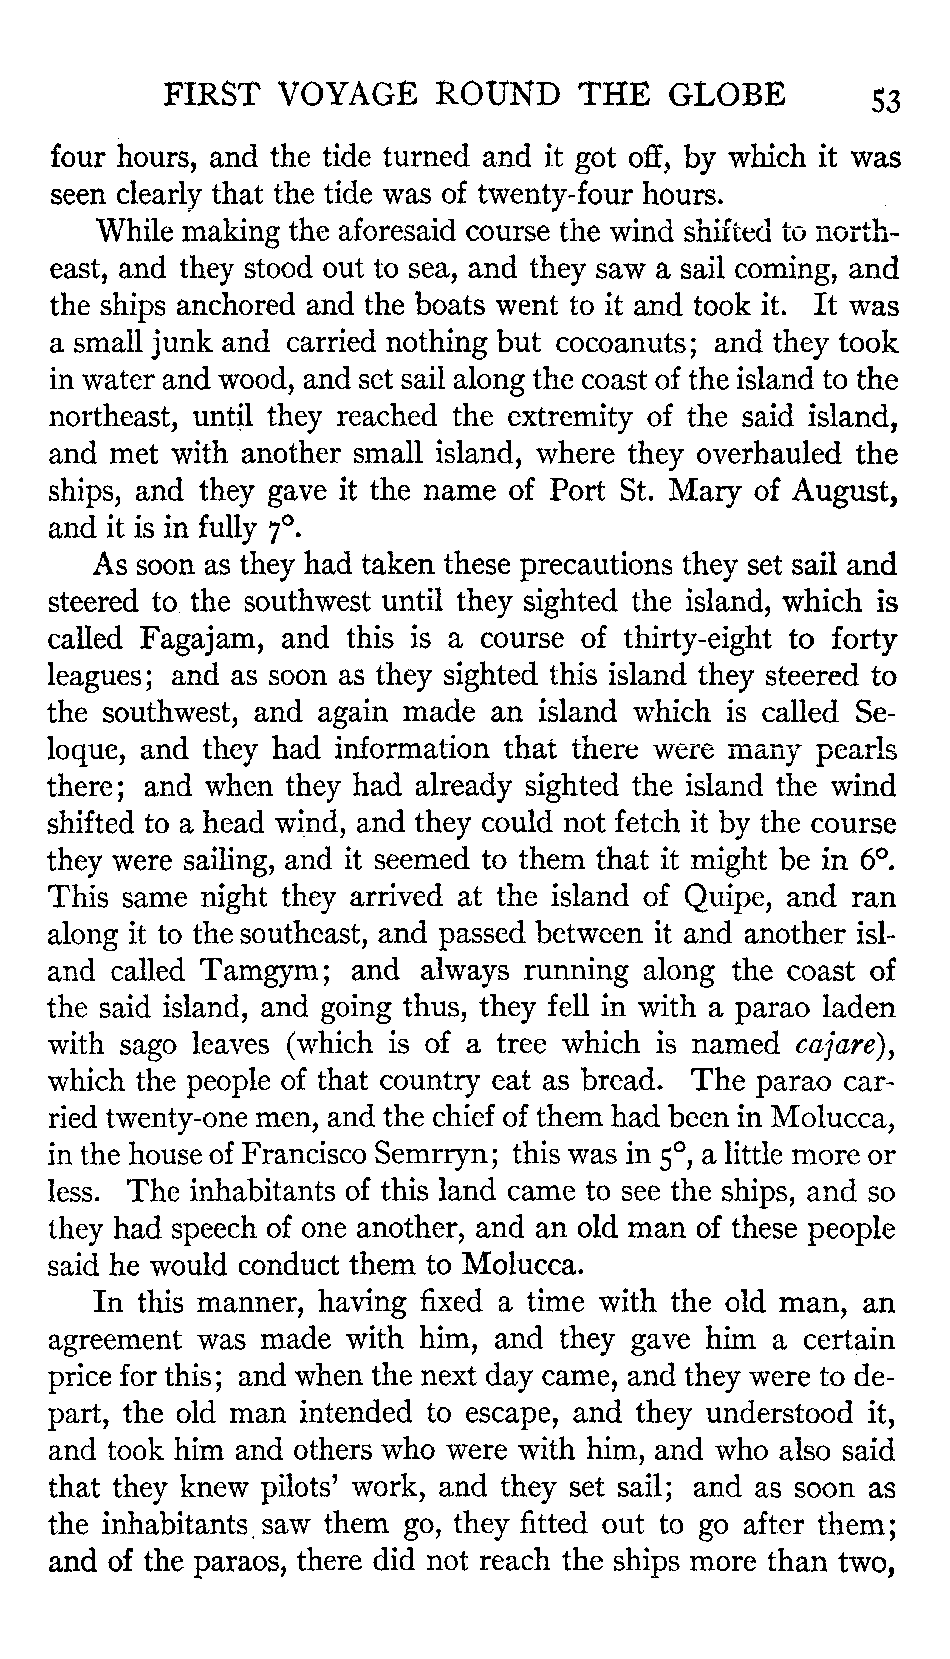 FIRST VOYAGE ROUND THE GLOBE 53
four hours, and the tide turned and it got off, by which it was
seen clearly that the tide was of twenty-four hours.
While making the aforesaid course the wind shifted to north-
east, and they stood out to sea, and they saw a sail coming, and
the ships anchored and the boats went to it and took it. It was
a small junk and carried nothing but cocoanuts; and they took
in water and wood, and set sail along the coast of the island to the
northeast, until they reached the extremity of the said island,
and met with another small island, where they overhauled the
ships, and they gave it the name of Port St. Mary of August,
and it is in fully 7°.
As soon as they had taken these precautions they set sail and
steered to the southwest until they sighted the island, which is
called Fagajam, and this is a course of thirty-eight to forty
leagues; and as soon as they sighted this island they steered to
the southwest, and again made an island which is called Se-
loque, and they had information that there were many pearls
there; and when they had already sighted the island the wind
shifted to a head wind, and they could not fetch it by the course
they were sailing, and it seemed to them that it might be in 6°.
This same night they arrived at the island of Quipe, and ran
along it to the southeast, and passed between it and another isl-
and called Tamgym; and always running along the coast of
the said island, and going thus, they fell in with a parao laden
with sago leaves (which is of a tree which is named cajare),
which the people of that country eat as bread. The parao car-
ried twenty-one men, and the chief of them had been in Molucca,
in the house of Francisco Semrryn; this was in 5°, a little more or
less. The inhabitants of this land came to see the ships, and so
they had speech of one another, and an old man of these people
said he would conduct them to Molucca.
In this manner, having fixed a time with the old man, an
agreement was made with him, and they gave him a certain
price for this; and when the next day came, and they were to de-
part, the old man intended to escape, and they understood it,
and took him and others who were with him, and who also said
that they knew pilots' work, and they set sail; and as soon as
the inhabitants saw them go, they fitted out to go after them;
and of the paraos, there did not reach the ships more than two,